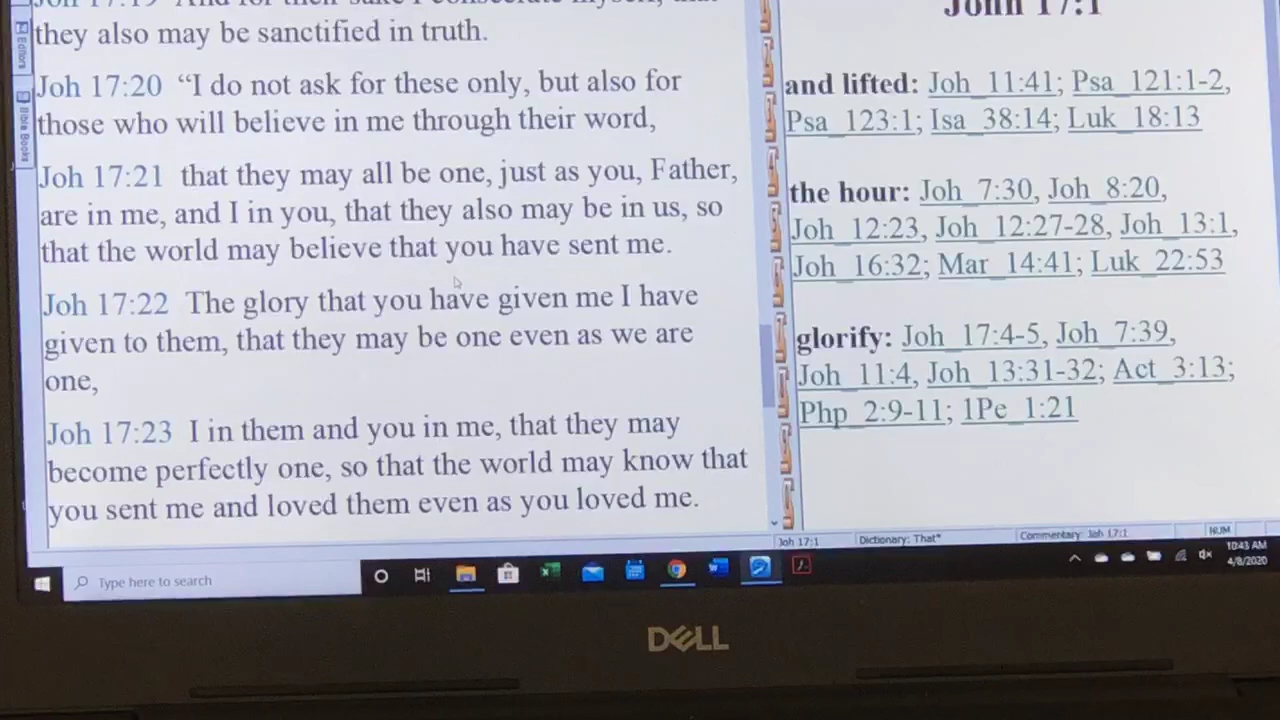 they also may be sanctified in truth.
Joh 17:20 “I do not ask for these only, but also for
those who will believe in me through their word,
Joh 17:21 that they may all be one, just as you, Father,
are in me, and I in you, that they also may be in us, so
that the world may believe that you have sent me.
Joh 17:22 The glory that you have given me I have
given to them, that they may be one even as we are
one,
Joh 17:23 I in them and you in me, that they may
become perfectly one, so that the world may know that
you sent me and loved them even as you loved me.
John 17:1
and lifted: Joh_11:41; Psa_121:1-2,
Psa_123:1; Isa_38:14; Luk_18:13
the hour: Joh_7:30, Joh_8:20,
Joh_12:23, Joh_12:27-28, Joh_13:1,
Joh_16:32; Mar_14:41; Luk_22:53
glorify: Joh_17:4-5, Joh_7:39,
Joh_11:4, Joh_13:31-32; Act_3:13;
Php_2:9-11; 1Pe_1:21
Editors
Bible Books
Joh 17:1
Dictionary: That*
Commentary: Joh 17:1
NUM
Type here to search
10:43 AM
4/8/2020
DELL